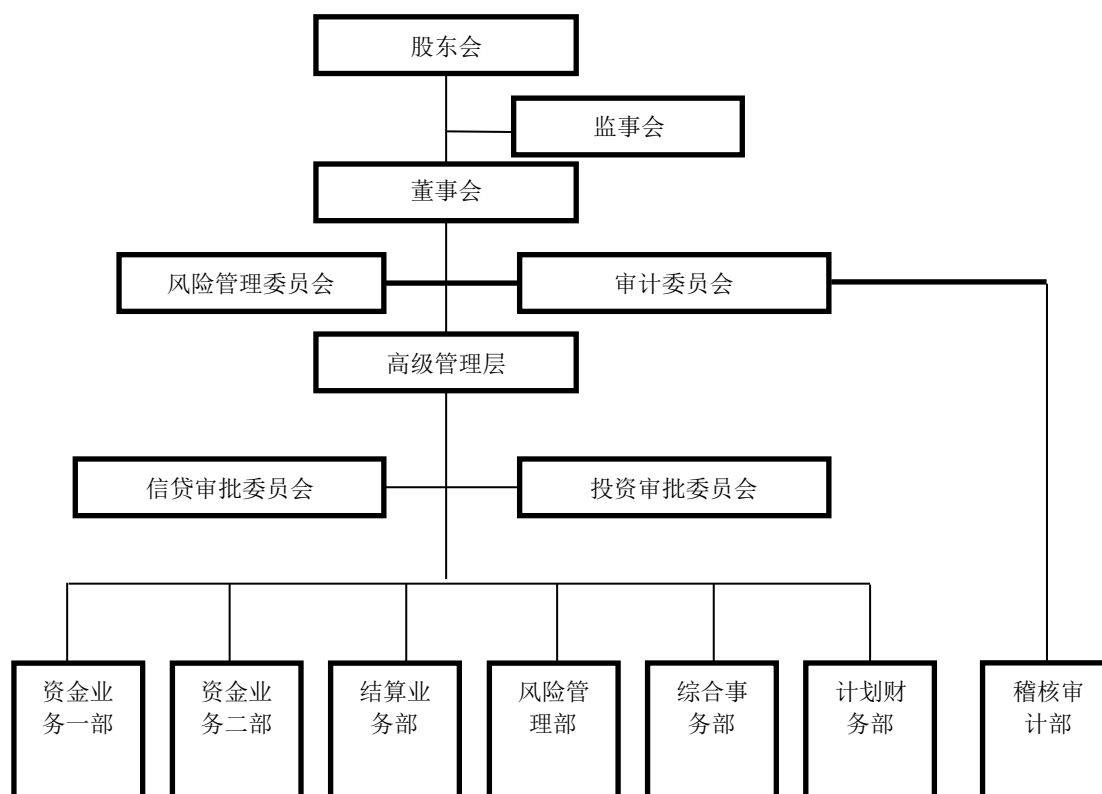 股东会
监事会
董事会
风险管理委员会
审计委员会
高级管理层
信贷审批委员会
投资审批委员会
资金业
务一部
资金业
务二部
结算业
务部
风险管
理部
综合事
务部
计划财
务部
稽核审
计部